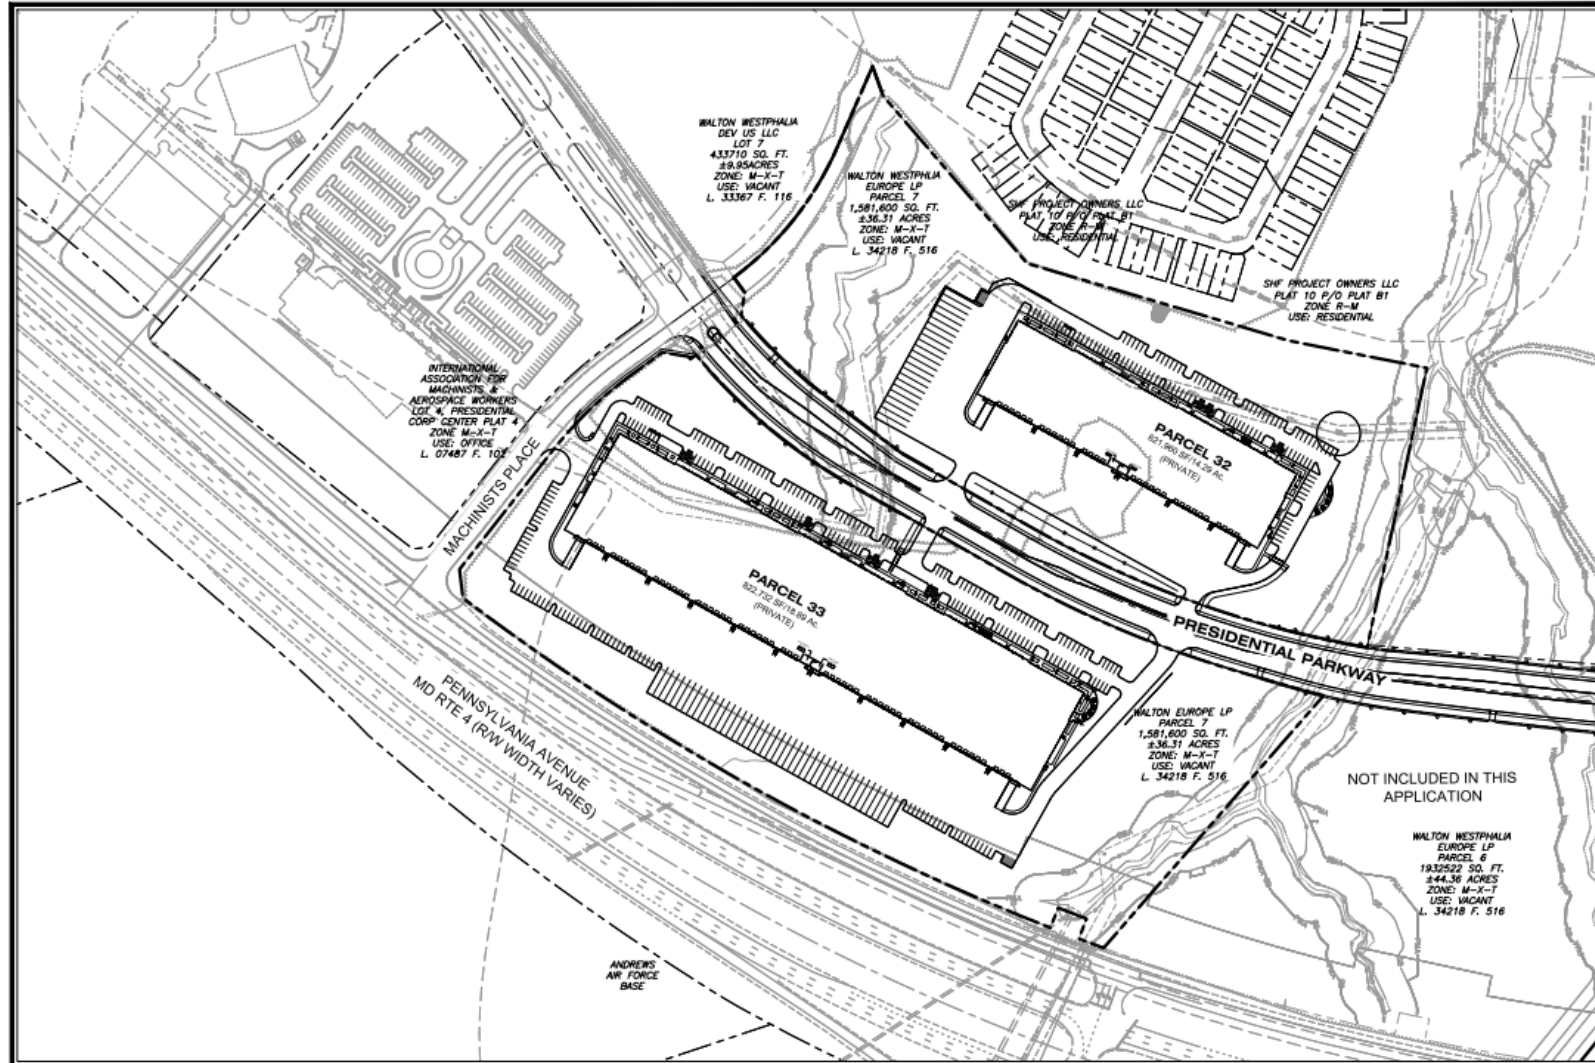 WALTON WESTPHALIA
DEV US LLC
LOT 7
433710 SQ. FT.
±9.95ACRES
ZONE: M-X-T
USE: VACANT
L. 33367 F. 116
WALTON WESTPHLIA
EUROPE LP
PARCEL 7
1,581,600 SQ. FT.
±36.31 ACRES
ZONE: M-X-T
USE: VACANT
L. 34218 F. 516
SHF PROJECT OWNERS LLC
PLAT 10 P/O PLAT B1
ZONE R-M
USE: RESIDENTIAL
SHF PROJECT OWNERS LLC
PLAT 10 P/O PLAT B1
ZONE R-M
USE: RESIDENTIAL
INTERNATIONAL
ASSOCIATION FOR
MACHINISTS &
AEROSPACE WORKERS
LOT 4, PRESIDENTIAL
CORP CENTER PLAT 4
ZONE M-X-T
USE: OFFICE
L. 07487 F.
MACHINISTS PLACE
PARCEL 32
(PRIVATE)
PARCEL 33
(PRIVATE)
PRESIDENTIAL PARKWAY
PENNSYLVANIA AVENUE
MD RTE 4 (R/W WIDTH VARIES)
WALTON EUROPE LP
PARCEL 7
1,581,600 SQ. FT.
±36.31 ACRES
ZONE: M-X-T
USE: VACANT
L. 34218 F. 516
NOT INCLUDED IN THIS
APPLICATION
WALTON WESTPHALIA
EUROPE LP
PARCEL 6
1932522 SQ. FT.
±44.36 ACRES
ZONE: M-X-T
USE: VACANT
L. 34218 F. 516
ANDREWS
AIR FORCE
BASE